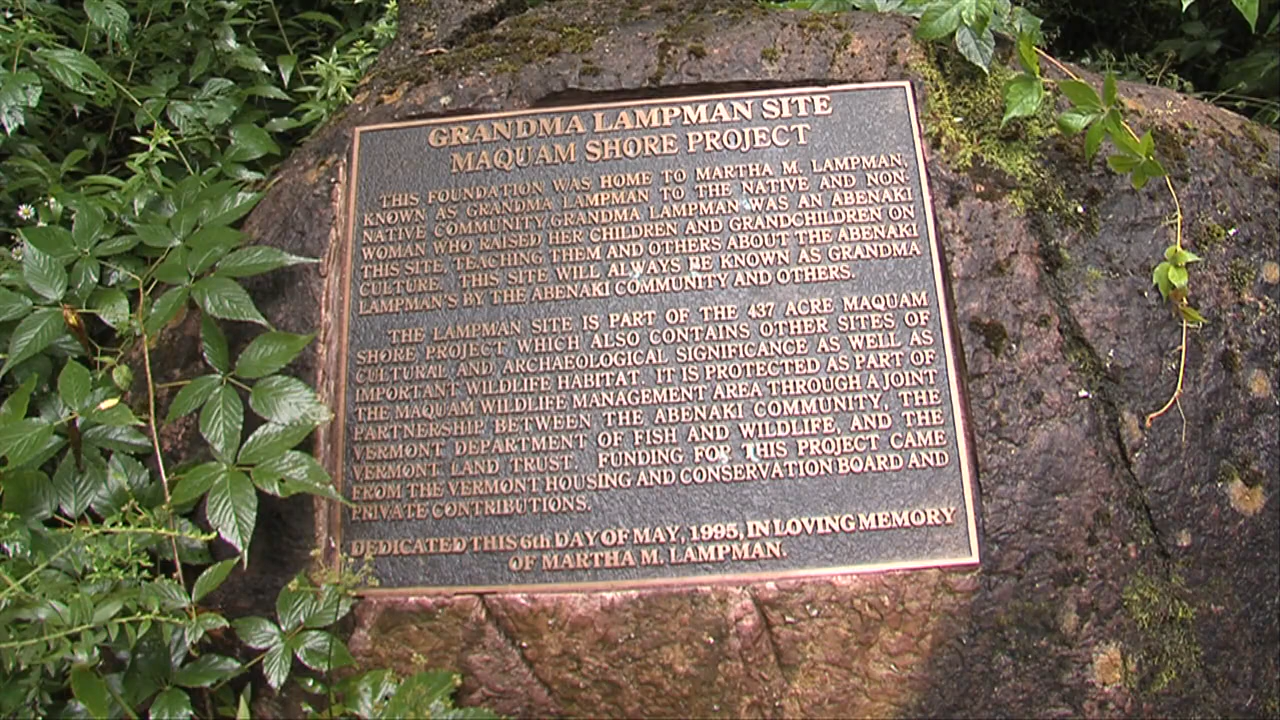 GRANDMA LAMPMAN SITE
MAQUAM SHORE PROJECT
THIS FOUNDATION WAS HOME TO MARTHA M. LAMPMAN,
KNOWN AS GRANDMA LAMPMAN TO THE NATIVE AND NON-
NATIVE COMMUNITY. GRANDMA LAMPMAN WAS AN ABENAKI
WOMAN WHO RAISED HER CHILDREN AND GRANDCHILDREN ON
THIS SITE, TEACHING THEM AND OTHERS ABOUT THE ABENAKI
CULTURE. THIS SITE WILL ALWAYS BE KNOWN AS GRANDMA
LAMPMAN'S BY THE ABENAKI COMMUNITY AND OTHERS.
THE LAMPMAN SITE IS PART OF THE 437 ACRE MAQUAM
SHORE PROJECT, WHICH ALSO CONTAINS OTHER SITES OF
CULTURAL AND ARCHAEOLOGICAL SIGNIFICANCE AS WELL AS
IMPORTANT WILDLIFE HABITAT. IT IS PROTECTED AS PART OF
THE MAQUAM WILDLIFE MANAGEMENT AREA THROUGH A JOINT
PARTNERSHIP BETWEEN THE ABENAKI COMMUNITY, THE
VERMONT DEPARTMENT OF FISH AND WILDLIFE, AND THE
VERMONT LAND TRUST. FUNDING FOR THIS PROJECT CAME
FROM THE VERMONT HOUSING AND CONSERVATION BOARD AND
PRIVATE CONTRIBUTIONS.
DEDICATED THIS 6th DAY OF MAY, 1995, IN LOVING MEMORY
OF MARTHA M. LAMPMAN.